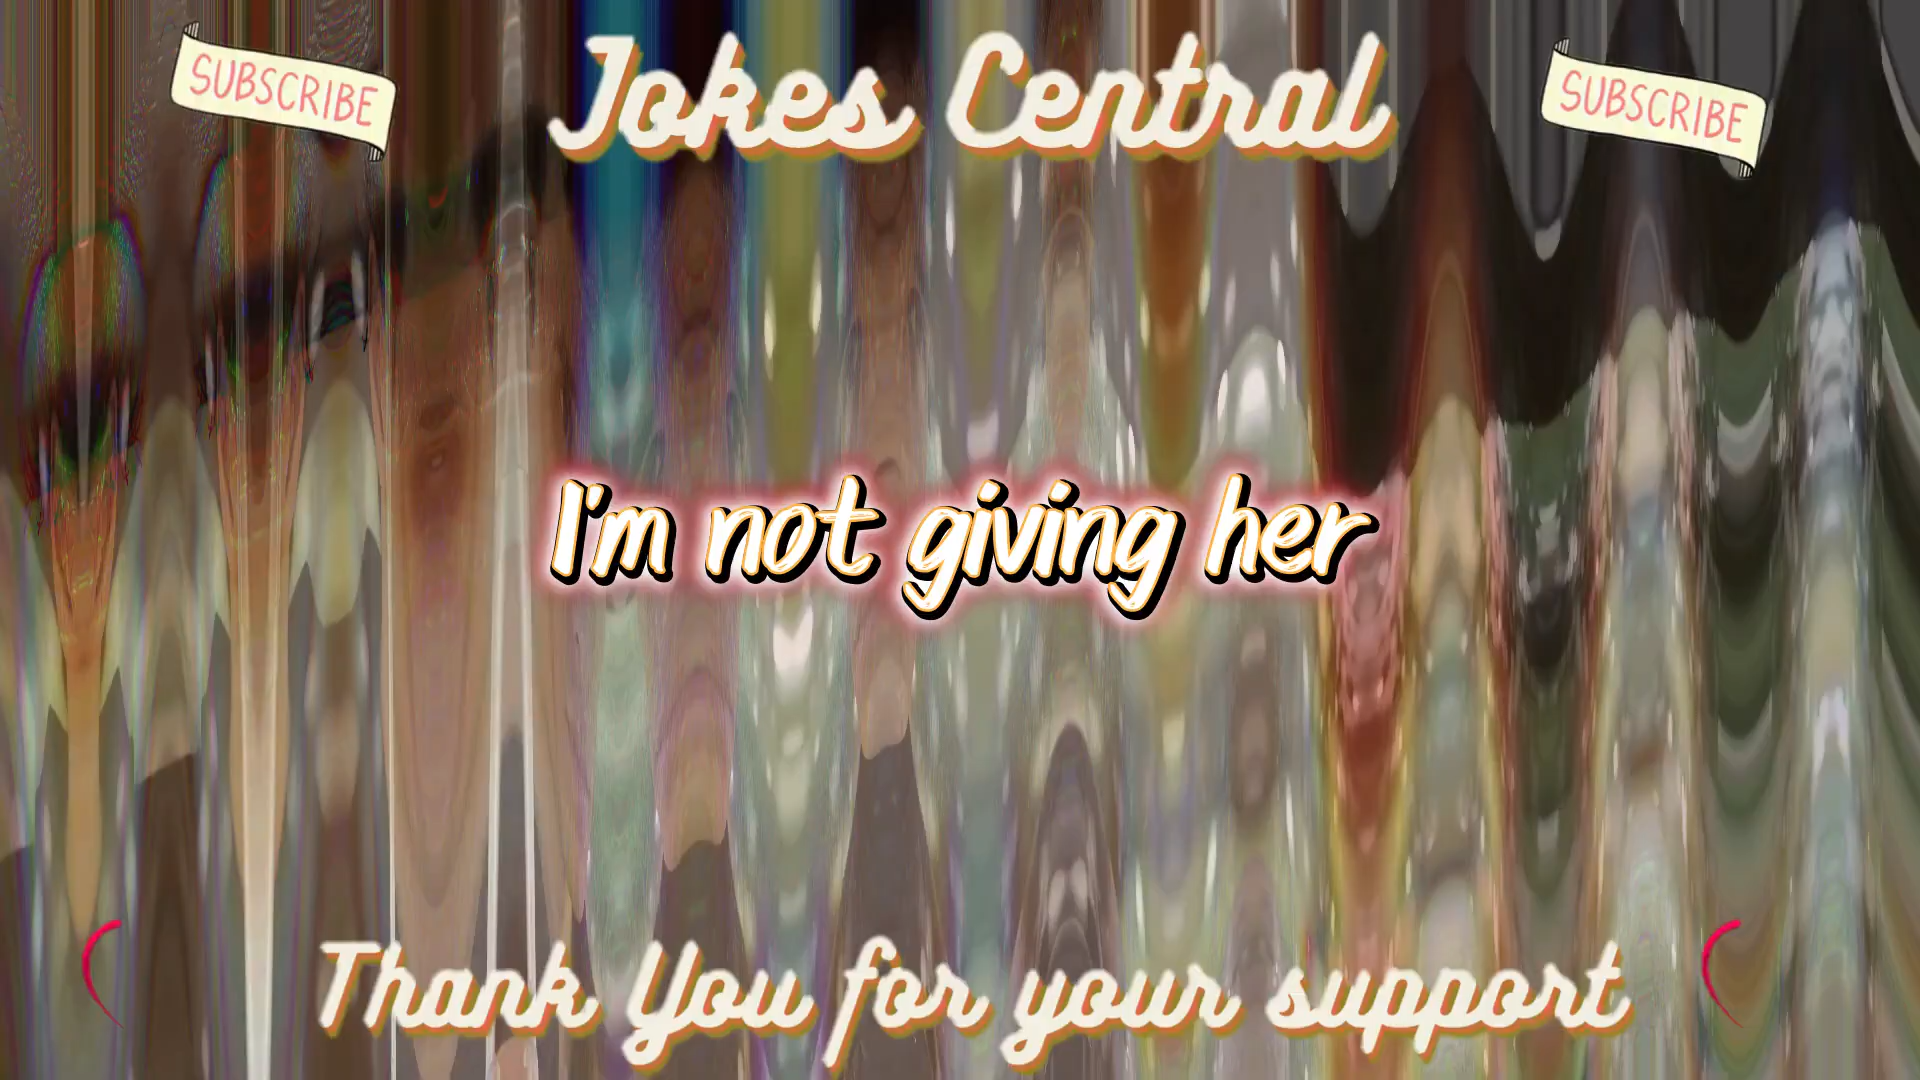 SUBSCRIBE
Jokes Central
SUBSCRIBE
I'm not giving her
Thank You for your support